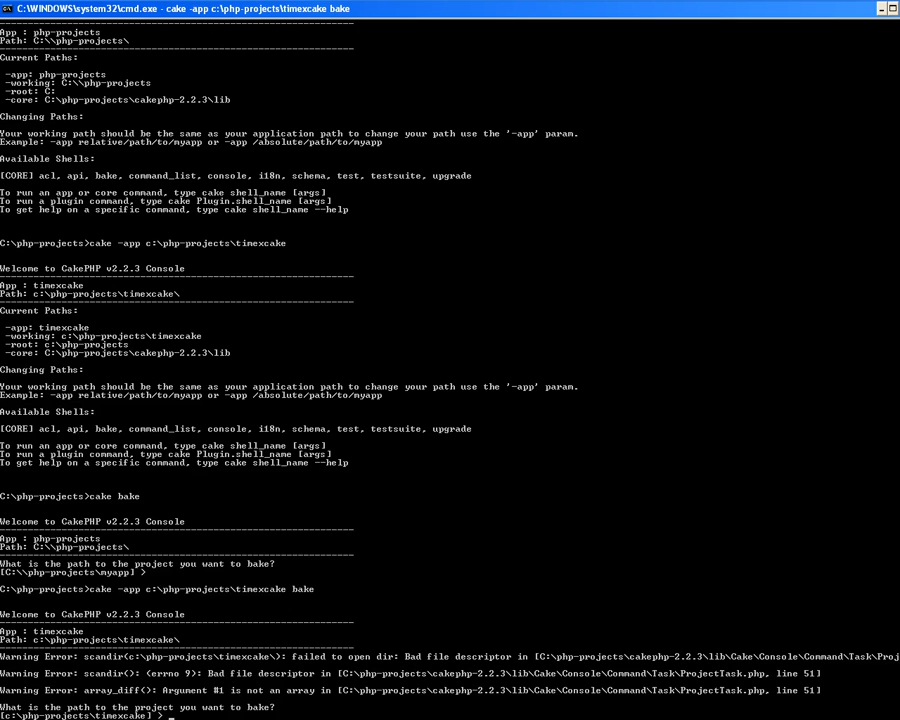 C:\WINDOWS\system32\cmd.exe - cake -app c:\php-projects\timexcake bake
---------------------------------------------------------------
App : php-projects
Path: C:\\php-projects\
---------------------------------------------------------------
Current Paths:
-app: php-projects
-working: C:\\php-projects
-root: C:
-core: C:\php-projects\cakephp-2.2.3\lib
Changing Paths:
Your working path should be the same as your application path to change your path use the '-app' param.
Example: -app relative/path/to/myapp or -app /absolute/path/to/myapp
Available Shells:
[CORE] acl, api, bake, command_list, console, i18n, schema, test, testsuite, upgrade
To run an app or core command, type cake shell_name [args]
To run a plugin command, type cake Plugin.shell_name [args]
To get help on a specific command, type cake shell_name --help
C:\php-projects>cake -app c:\php-projects\timexcake
Welcome to CakePHP v2.2.3 Console
---------------------------------------------------------------
App : timexcake
Path: c:\php-projects\timexcake\
---------------------------------------------------------------
Current Paths:
-app: timexcake
-working: c:\php-projects\timexcake
-root: c:\php-projects
-core: C:\php-projects\cakephp-2.2.3\lib
Changing Paths:
Your working path should be the same as your application path to change your path use the '-app' param.
Example: -app relative/path/to/myapp or -app /absolute/path/to/myapp
Available Shells:
[CORE] acl, api, bake, command_list, console, i18n, schema, test, testsuite, upgrade
To run an app or core command, type cake shell_name [args]
To run a plugin command, type cake Plugin.shell_name [args]
To get help on a specific command, type cake shell_name --help
C:\php-projects>cake bake
Welcome to CakePHP v2.2.3 Console
---------------------------------------------------------------
App : php-projects
Path: C:\\php-projects\
---------------------------------------------------------------
What is the path to the project you want to bake?
[C:\\php-projects\myapp] >
C:\php-projects>cake -app c:\php-projects\timexcake bake
Welcome to CakePHP v2.2.3 Console
---------------------------------------------------------------
App : timexcake
Path: c:\php-projects\timexcake\
---------------------------------------------------------------
Warning Error: scandir(c:\php-projects\timexcake\): failed to open dir: Bad file descriptor in [C:\php-projects\cakephp-2.2.3\lib\Cake\Console\Command\Task\Proj
Warning Error: scandir(): (errno 9): Bad file descriptor in [C:\php-projects\cakephp-2.2.3\lib\Cake\Console\Command\Task\ProjectTask.php, line 51]
Warning Error: array_diff(): Argument #1 is not an array in [C:\php-projects\cakephp-2.2.3\lib\Cake\Console\Command\Task\ProjectTask.php, line 51]
What is the path to the project you want to bake?
[c:\php-projects\timexcake] > _